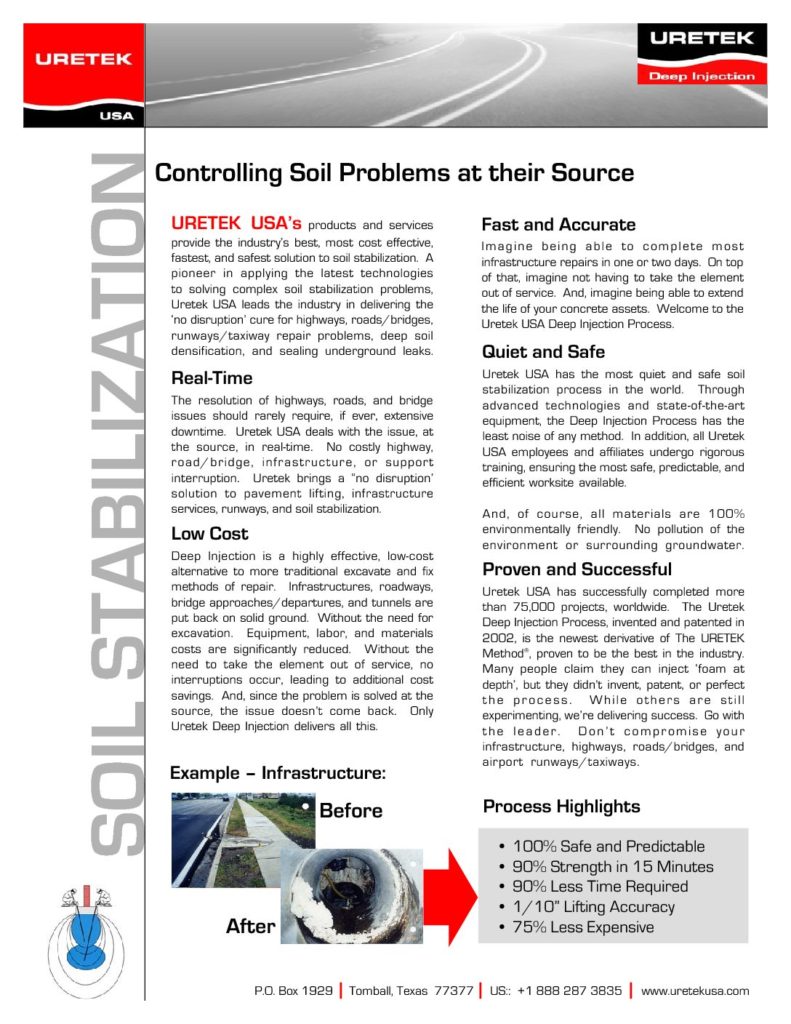 URETEK
USA
URETEK
Deep Injection
SOIL STABILIZATION
Controlling Soil Problems at their Source
URETEK USA's products and services
provide the industry's best, most cost effective,
fastest, and safest solution to soil stabilization. A
pioneer in applying the latest technologies
to solving complex soil stabilization problems,
Uretek USA leads the industry in delivering the
'no disruption' cure for highways, roads/bridges,
runways/taxiway repair problems, deep soil
densification, and sealing underground leaks.
Real-Time
The resolution of highways, roads, and bridge
issues should rarely require, if ever, extensive
downtime. Uretek USA deals with the issue, at
the source, in real-time. No costly highway,
road/bridge, infrastructure, or support
interruption. Uretek brings a "no disruption'
solution to pavement lifting, infrastructure
services, runways, and soil stabilization.
Low Cost
Deep Injection is a highly effective, low-cost
alternative to more traditional excavate and fix
methods of repair. Infrastructures, roadways,
bridge approaches/departures, and tunnels are
put back on solid ground. Without the need for
excavation. Equipment, labor, and materials
costs are significantly reduced. Without the
need to take the element out of service, no
interruptions occur, leading to additional cost
savings. And, since the problem is solved at the
source, the issue doesn't come back. Only
Uretek Deep Injection delivers all this.
Example – Infrastructure:
Before
After
Fast and Accurate
Imagine being able to complete most
infrastructure repairs in one or two days. On top
of that, imagine not having to take the element
out of service. And, imagine being able to extend
the life of your concrete assets. Welcome to the
Uretek USA Deep Injection Process.
Quiet and Safe
Uretek USA has the most quiet and safe soil
stabilization process in the world. Through
advanced technologies and state-of-the-art
equipment, the Deep Injection Process has the
least noise of any method. In addition, all Uretek
USA employees and affiliates undergo rigorous
training, ensuring the most safe, predictable, and
efficient worksite available.
And, of course, all materials are 100%
environmentally friendly. No pollution of the
environment or surrounding groundwater.
Proven and Successful
Uretek USA has successfully completed more
than 75,000 projects, worldwide. The Uretek
Deep Injection Process, invented and patented in
2002, is the newest derivative of The URETEK
Method®, proven to be the best in the industry.
Many people claim they can inject 'foam at
depth', but they didn't invent, patent, or perfect
the process. While others are still
experimenting, we're delivering success. Go with
the leader. Don't compromise your
infrastructure, highways, roads/bridges, and
airport runways/taxiways.
Process Highlights
• 100% Safe and Predictable
• 90% Strength in 15 Minutes
• 90% Less Time Required
• 1/10" Lifting Accuracy
• 75% Less Expensive
P.O. Box 1929 | Tomball, Texas 77377 | US:: +1 888 287 3835 | www.uretekusa.com